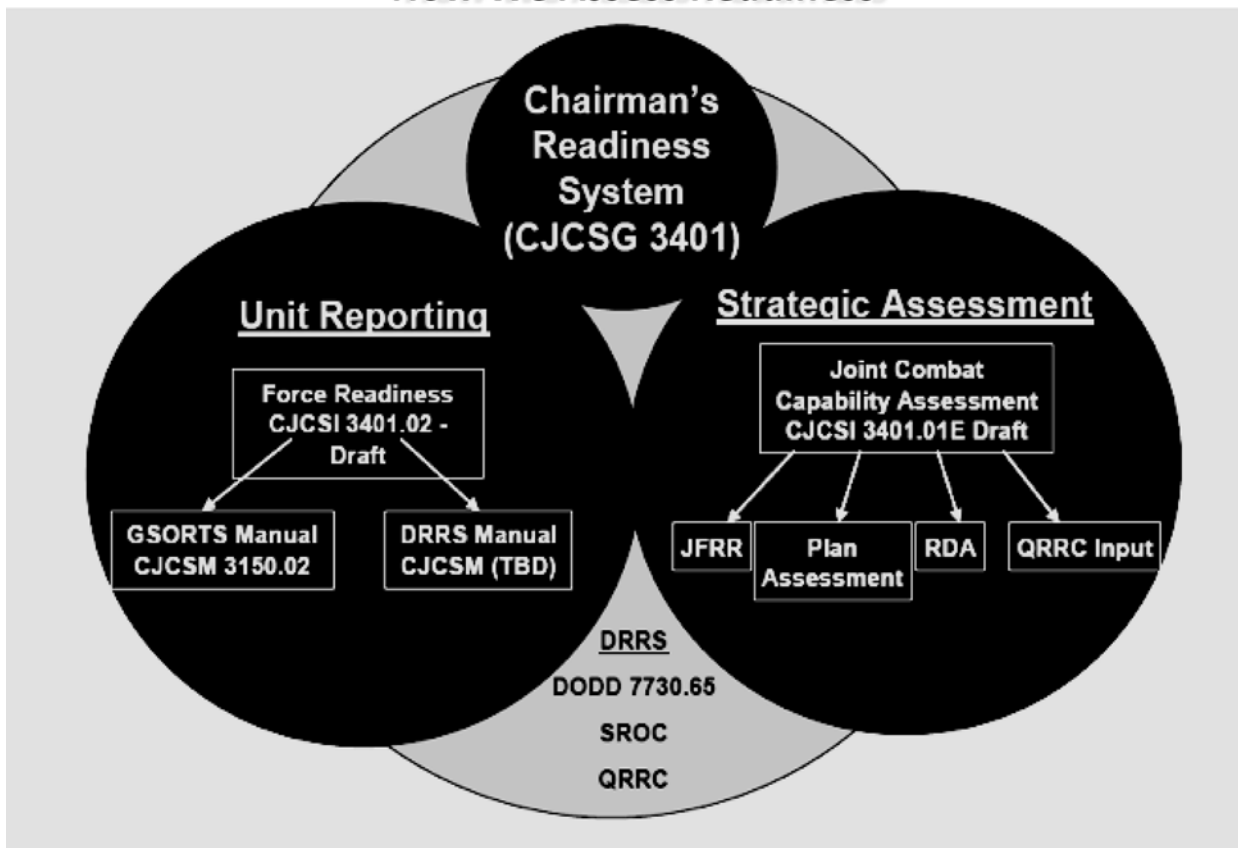 Chairman's
Readiness
System
(CJCSG 3401)
Unit Reporting
Force Readiness
CJCSI 3401.02 -
Draft
GSORTS Manual
CJCSM 3150.02
DRRS Manual
CJCSM (TBD)
Strategic Assessment
Joint Combat
Capability Assessment
CJCSI 3401.01E Draft
JFRR
Plan
Assessment
RDA
QRRC Input
DRRS
DODD 7730.65
SROC
QRRC